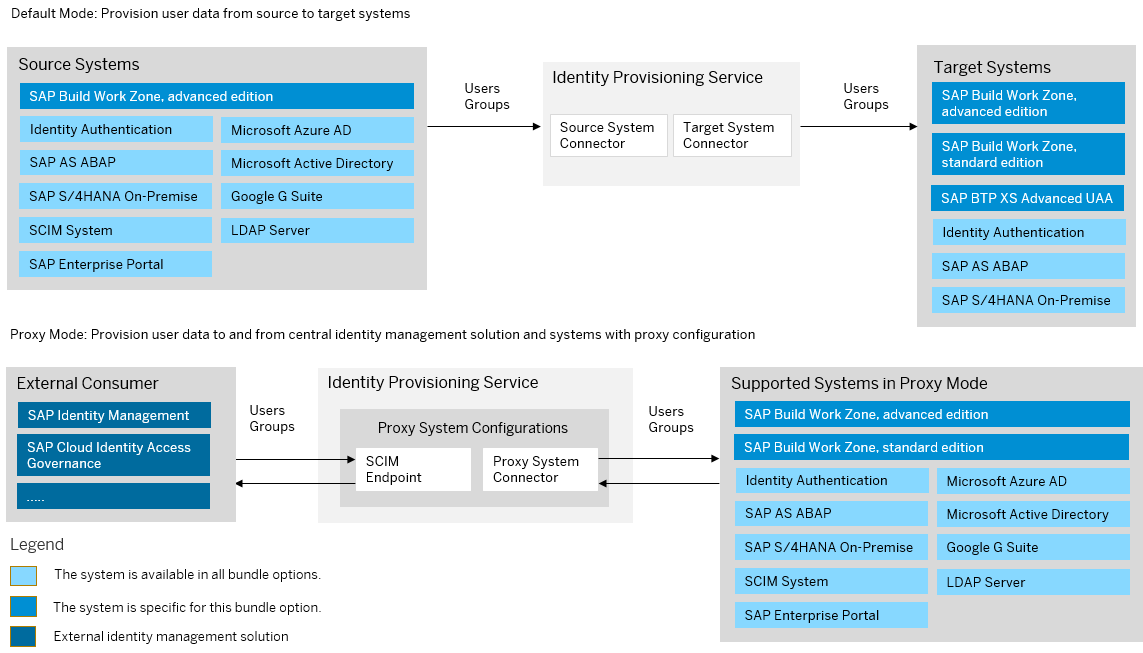 Default Mode: Provision user data from source to target systems
Source Systems
SAP Build Work Zone, advanced edition
Identity Authentication
Microsoft Azure AD
SAP AS ABAP
Microsoft Active Directory
SAP S/4HANA On-Premise
Google G Suite
SCIM System
LDAP Server
SAP Enterprise Portal
Users
Groups
Identity Provisioning Service
Source System
Connector
Target System
Connector
Users
Groups
Target Systems
SAP Build Work Zone,
advanced edition
SAP Build Work Zone,
standard edition
SAP BTP XS Advanced UAA
Identity Authentication
SAP AS ABAP
SAP S/4HANA On-Premise
Proxy Mode: Provision user data to and from central identity management solution and systems with proxy configuration
External Consumer
SAP Identity Management
SAP Cloud Identity Access
Governance
.....
Users
Groups
Identity Provisioning Service
Proxy System Configurations
SCIM
Endpoint
Proxy System
Connector
Users
Groups
Supported Systems in Proxy Mode
SAP Build Work Zone, advanced edition
SAP Build Work Zone, standard edition
Identity Authentication
Microsoft Azure AD
SAP AS ABAP
Microsoft Active Directory
SAP S/4HANA On-Premise
Google G Suite
SCIM System
LDAP Server
SAP Enterprise Portal
Legend
The system is available in all bundle options.
The system is specific for this bundle option.
External identity management solution